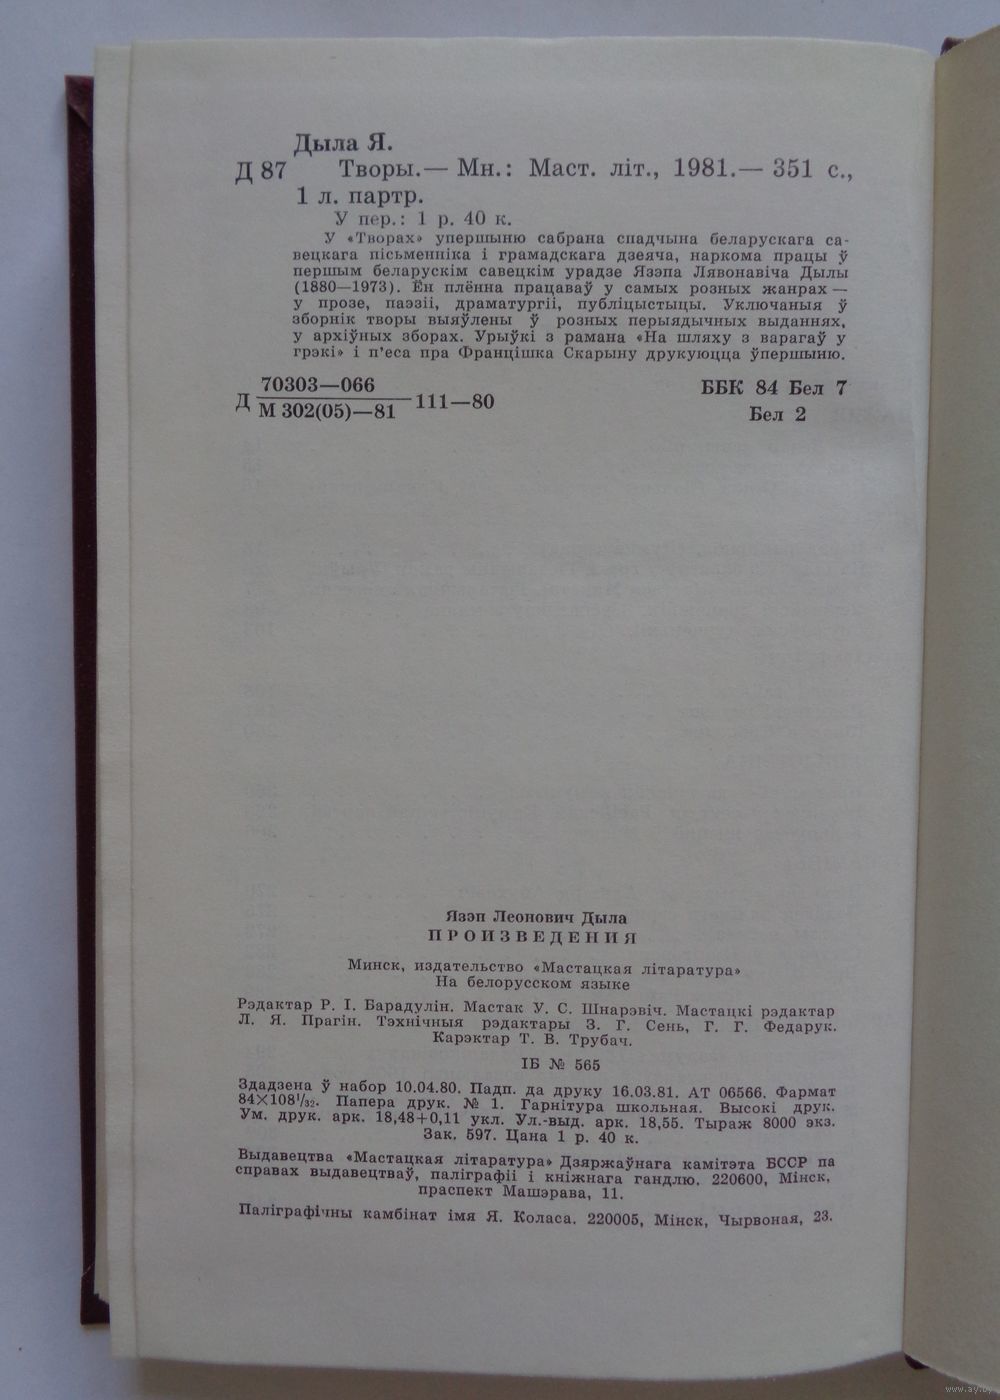 Дыла Я.
Д 87 Творы.— Мн.: Маст. літ., 1981.— 351 с.,
1 л. партр.
У пер.: 1 р. 40 к.
У «Творах» упершыню сабрана спадчына беларускага са-
вецкага пісьменніка і грамадскага дзеяча, наркома працы ў
першым беларускім савецкім урадзе Язэпа Лявонавіча Дылы
(1880—1973). Ён плённа працаваў у самых розных жанрах —
у прозе, паэзіі, драматургіі, публіцыстыцы. Уключаныя ў
зборнік творы выяўлены ў розных перыядычных выданнях,
у архіўных зборах. Урыўкі з рамана «На шляху з варагаў у
грэкі» і п'еса пра Францішка Скарыну друкуюцца ўпершыню.
70303—066
Д М 302(05)—81 111—80
ББК 84 Бел 7
Бел 2
Язэп Леонович Дыла
ПРОИЗВЕДЕНИЯ
Минск, издательство «Мастацкая літаратура»
На белорусском языке
Рэдактар Р. І. Барадулін. Мастак У. С. Шнарэвіч. Мастацкі рэдактар
Л. Я. Прагін. Тэхнічныя рэдактары З. Г. Сень, Г. Г. Федарук.
Карэктар Т. В. Трубач.
ІБ № 565
Здадзена ў набор 10.04.80. Падп. да друку 16.03.81. АТ 06566. Фармат
84×108¹/₃₂. Папера друк. № 1. Гарнітура школьная. Высокі друк.
Ум. друк. арк. 18,48+0,11 укл. Ул.-выд. арк. 18,55. Тыраж 8000 экз.
Зак. 597. Цана 1 р. 40 к.
Выдавецтва «Мастацкая літаратура» Дзяржаўнага камітэта БССР па
справах выдавецтваў, паліграфіі і кніжнага гандлю. 220600, Мінск,
праспект Машэрава, 11.
Паліграфічны камбінат імя Я. Коласа. 220005, Мінск, Чырвоная, 23.
www.ay.by